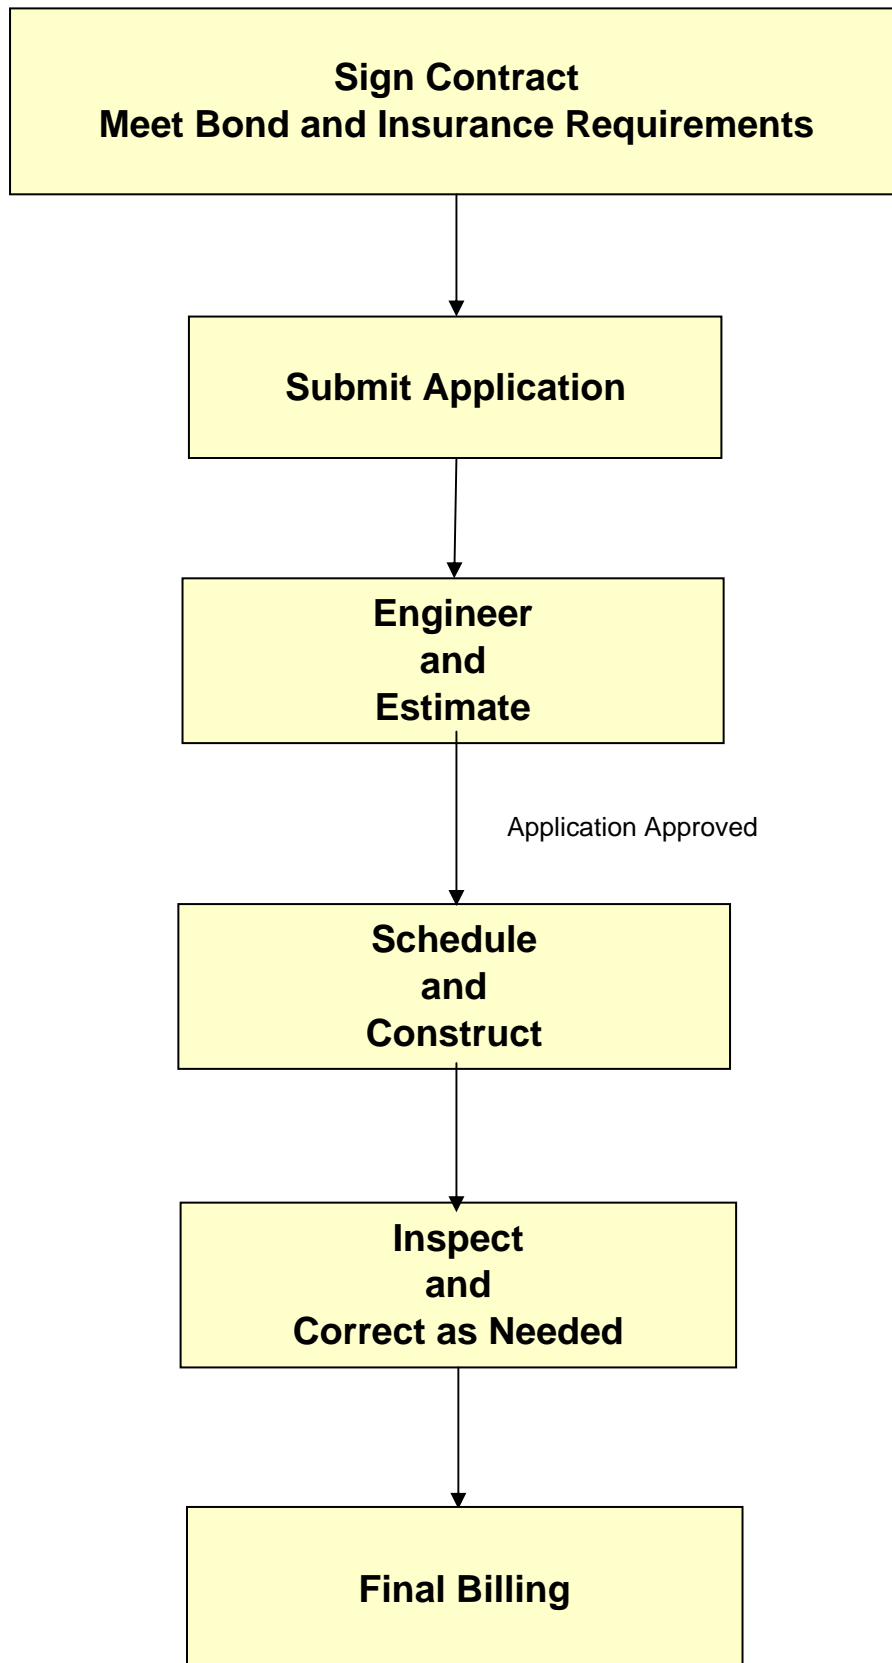 Sign Contract
Meet Bond and Insurance Requirements
Submit Application
Engineer
and
Estimate
Application Approved
Schedule
and
Construct
Inspect
and
Correct as Needed
Final Billing